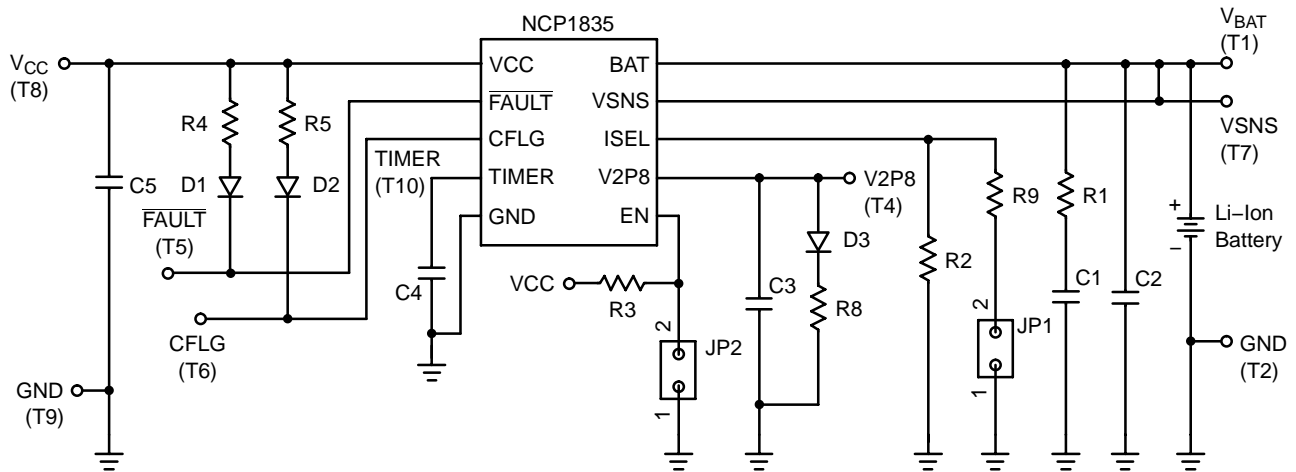 NCP1835
VCC
(T8)
VCC
FAULT
CFLG
TIMER
GND
BAT
VSNS
ISEL
V2P8
EN
VBAT
(T1)
VSNS
(T7)
R4
R5
C5
D1
D2
FAULT
(T5)
CFLG
(T6)
GND
(T9)
TIMER
(T10)
C4
VCC
R3
2
JP2
1
V2P8
(T4)
D3
C3
R8
R2
R9
2
JP1
1
R1
C1
C2
+
−
Li−Ion
Battery
GND
(T2)